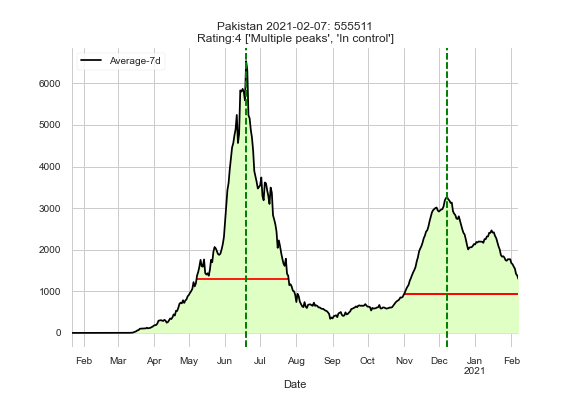 Pakistan 2021-02-07: 555511
Rating:4 ['Multiple peaks', 'In control']
Average-7d
6000
5000
4000
3000
2000
1000
0
Feb Mar Apr May Jun Jul Aug Sep Oct Nov Dec Jan Feb
2021
Date